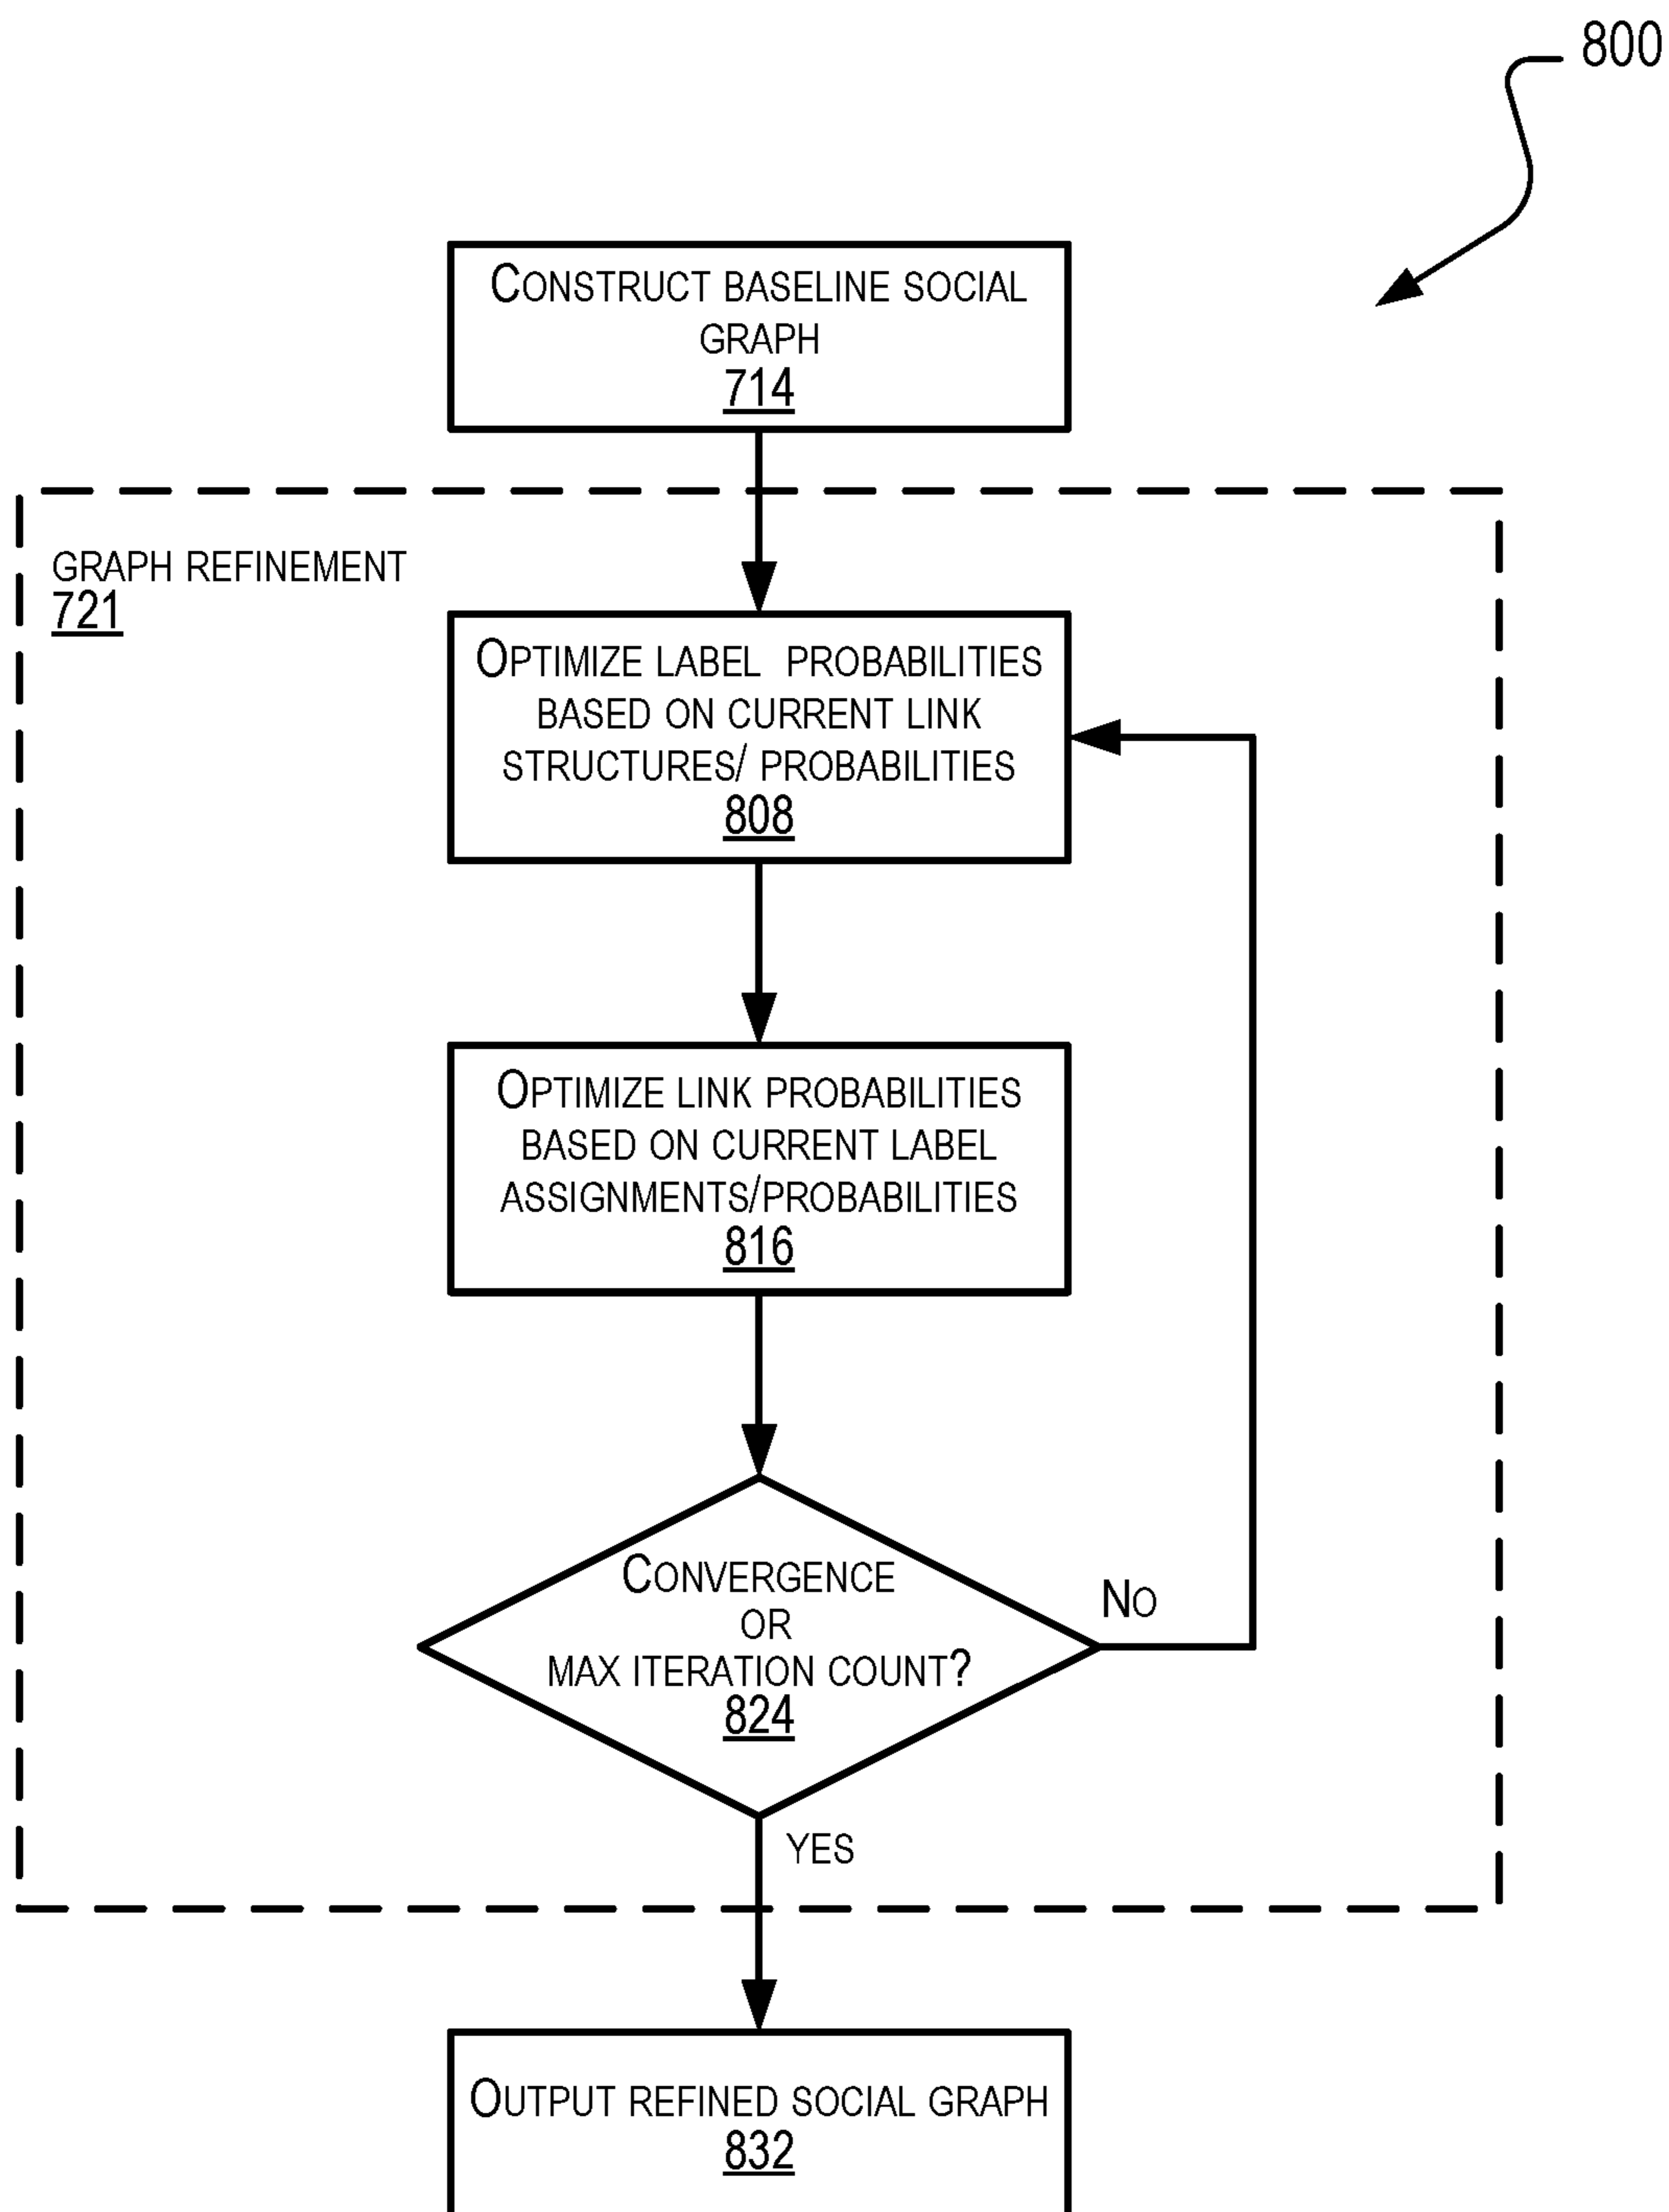 800
CONSTRUCT BASELINE SOCIAL
GRAPH
714
GRAPH REFINEMENT
721
OPTIMIZE LABEL PROBABILITIES
BASED ON CURRENT LINK
STRUCTURES/ PROBABILITIES
808
OPTIMIZE LINK PROBABILITIES
BASED ON CURRENT LABEL
ASSIGNMENTS/PROBABILITIES
816
CONVERGENCE
OR
MAX ITERATION COUNT?
824
NO
YES
OUTPUT REFINED SOCIAL GRAPH
832